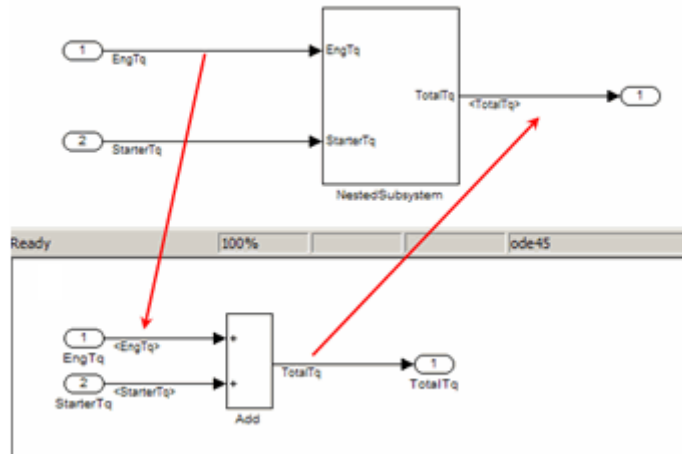 1
EngTq
EngTq
TotalTq
<TotalTq>
1
2
StarterTq
StarterTq
NestedSubsystem
Ready 100% ode45
1
<EngTq>
+
EngTq
TotalTq
1
TotalTq
2
<StarterTq>
+
StarterTq
Add